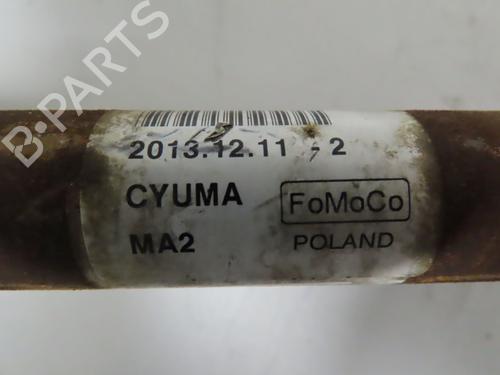 B-PARTS
2013.12.11 - 2
CYUMA
FoMoCo
MA2
POLAND